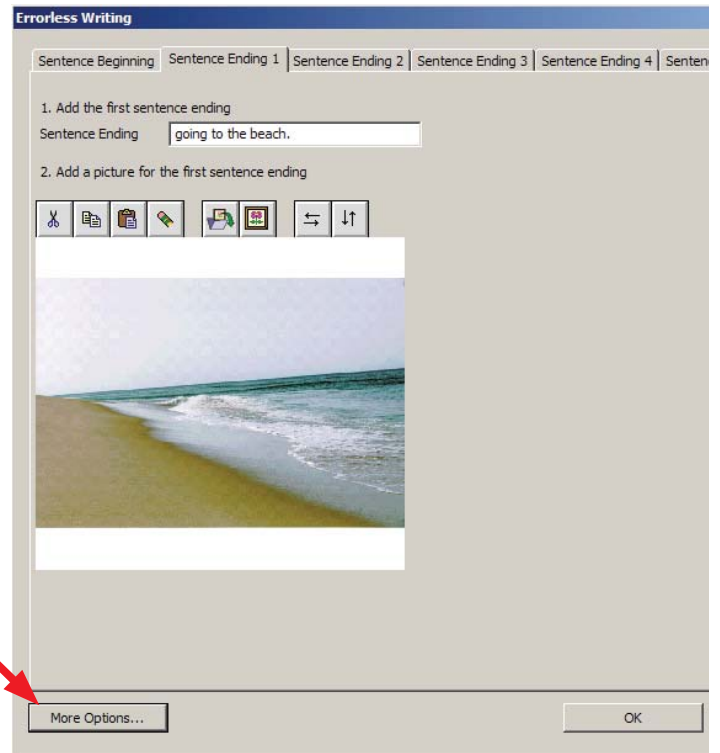 Errorless Writing
Sentence Beginning Sentence Ending 1 Sentence Ending 2 Sentence Ending 3 Sentence Ending 4
1. Add the first sentence ending
Sentence Ending going to the beach.
2. Add a picture for the first sentence ending
More Options... OK